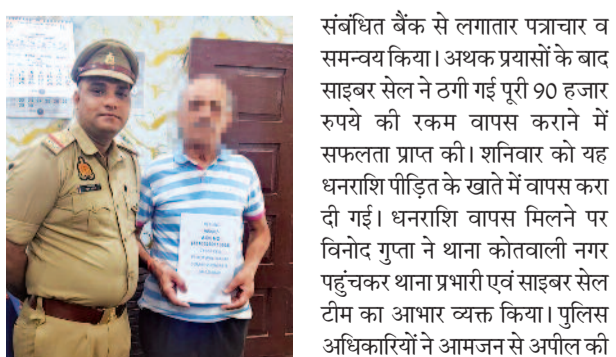 संबंधित बैंक से लगातार पत्राचार व
समन्वय किया। अथक प्रयासों के बाद
साइबर सेल ने ठगी गई पूरी 90 हजार
रुपये की रकम वापस कराने में
सफलता प्राप्त की। शनिवार को यह
धनराशि पीड़ित के खाते में वापस करा
दी गई। धनराशि वापस मिलने पर
विनोद गुप्ता ने थाना कोतवाली नगर
पहुंचकर थाना प्रभारी एवं साइबर सेल
टीम का आभार व्यक्त किया। पुलिस
अधिकारियों ने आमजन से अपील की